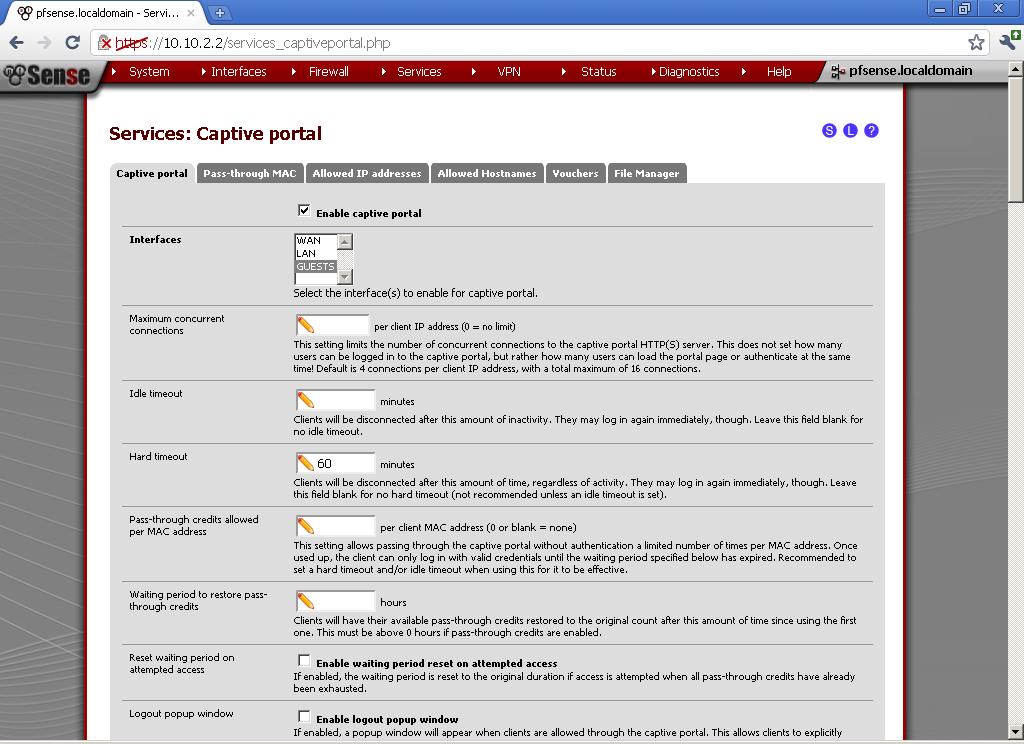 pfsense.localdomain - Servi...
https://10.10.2.2/services_captiveportal.php
Sense
System
Interfaces
Firewall
Services
VPN
Status
Diagnostics
Help
pfsense.localdomain
Services: Captive portal
S L ?
Captive portal
Pass-through MAC
Allowed IP addresses
Allowed Hostnames
Vouchers
File Manager
Enable captive portal
Interfaces
WAN
LAN
GUESTS
Select the interface(s) to enable for captive portal.
Maximum concurrent
connections
per client IP address (0 = no limit)
This setting limits the number of concurrent connections to the captive portal HTTP(S) server. This does not set how many
users can be logged in to the captive portal, but rather how many users can load the portal page or authenticate at the same
time! Default is 4 connections per client IP address, with a total maximum of 16 connections.
Idle timeout
minutes
Clients will be disconnected after this amount of inactivity. They may log in again immediately, though. Leave this field blank for
no idle timeout.
Hard timeout
60 minutes
Clients will be disconnected after this amount of time, regardless of activity. They may log in again immediately, though. Leave
this field blank for no hard timeout (not recommended unless an idle timeout is set).
Pass-through credits allowed
per MAC address
per client MAC address (0 or blank = none)
This setting allows passing through the captive portal without authentication a limited number of times per MAC address. Once
used up, the client can only log in with valid credentials until the waiting period specified below has expired. Recommended to
set a hard timeout and/or idle timeout when using this for it to be effective.
Waiting period to restore pass-
through credits
hours
Clients will have their available pass-through credits restored to the original count after this amount of time since using the first
one. This must be above 0 hours if pass-through credits are enabled.
Reset waiting period on
attempted access
Enable waiting period reset on attempted access
If enabled, the waiting period is reset to the original duration if access is attempted when all pass-through credits have already
been exhausted.
Logout popup window
Enable logout popup window
If enabled, a popup window will appear when clients are allowed through the captive portal. This allows clients to explicitly